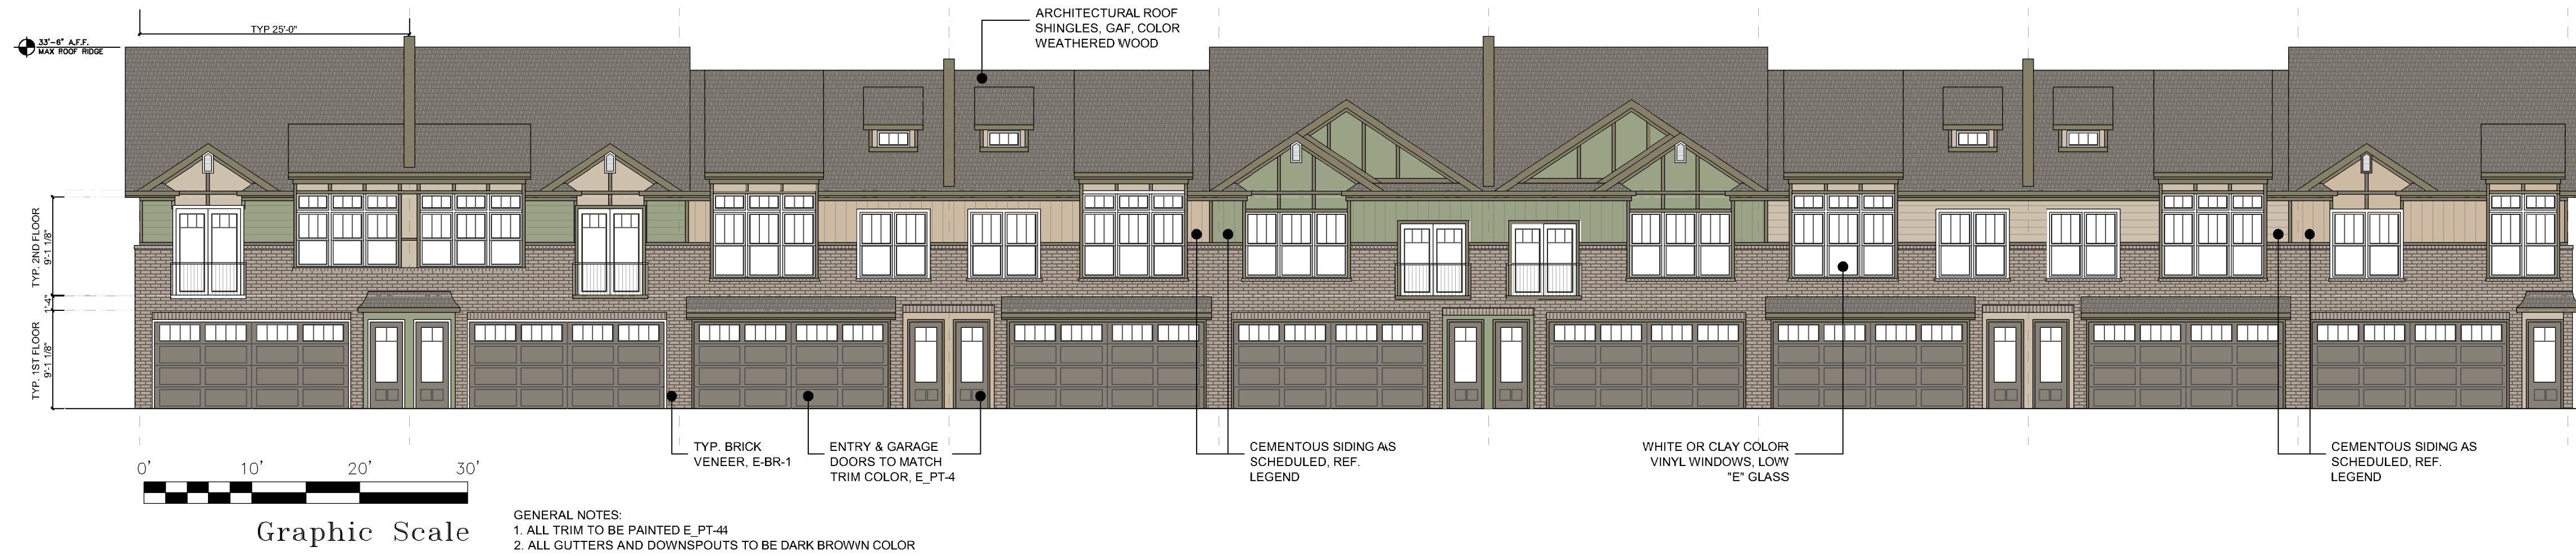 TYP 25'-0"
33'-6" A.F.F.
MAX ROOF RIDGE
ARCHITECTURAL ROOF
SHINGLES, GAF, COLOR
WEATHERED WOOD
TYP. 2ND FLOOR
9'-1 1/8"
1'-4"
TYP. 1ST FLOOR
9'-1 1/8"
TYP. BRICK
VENEER, E-BR-1
ENTRY & GARAGE
DOORS TO MATCH
TRIM COLOR, E_PT-4
CEMENTOUS SIDING AS
SCHEDULED, REF.
LEGEND
WHITE OR CLAY COLOR
VINYL WINDOWS, LOW
"E" GLASS
CEMENTOUS SIDING AS
SCHEDULED, REF.
LEGEND
0' 10' 20' 30'
Graphic Scale
GENERAL NOTES:
1. ALL TRIM TO BE PAINTED E_PT-44
2. ALL GUTTERS AND DOWNSPOUTS TO BE DARK BROWN COLOR